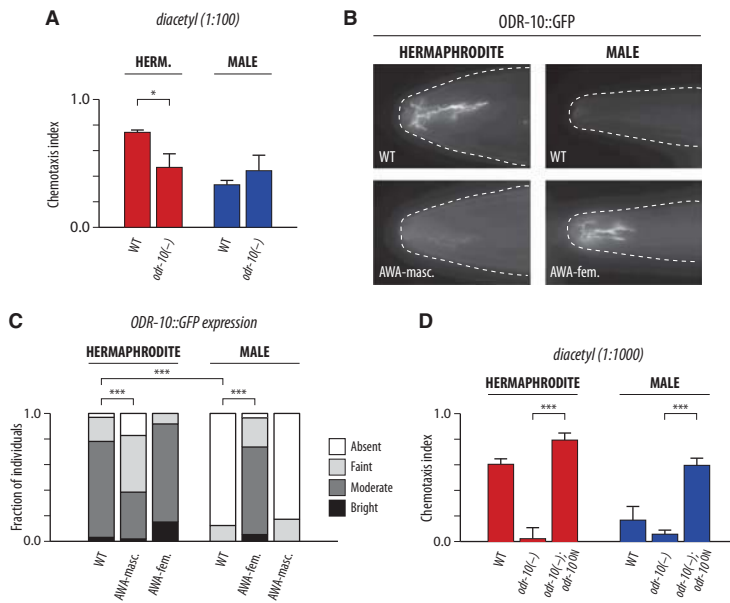 A
diacetyl (1:100)
HERM. MALE
*
1.0
0.0
Chemotaxis index
WT
odr-10(–)
WT
odr-10(–)
B
ODR-10::GFP
HERMAPHRODITE MALE
WT WT
AWA-masc. AWA-fem.
C
ODR-10::GFP expression
HERMAPHRODITE MALE
***
*** ***
1.0
0.0
Fraction of individuals
WT
AWA-masc.
AWA-fem.
WT
AWA-fem.
AWA-masc.
Absent
Faint
Moderate
Bright
D
diacetyl (1:1000)
HERMAPHRODITE MALE
*** ***
1.0
0.0
Chemotaxis index
WT
odr-10(–)
odr-10(–);
odr-10ᴼᴺ
WT
odr-10(–)
odr-10(–);
odr-10ᴼᴺ